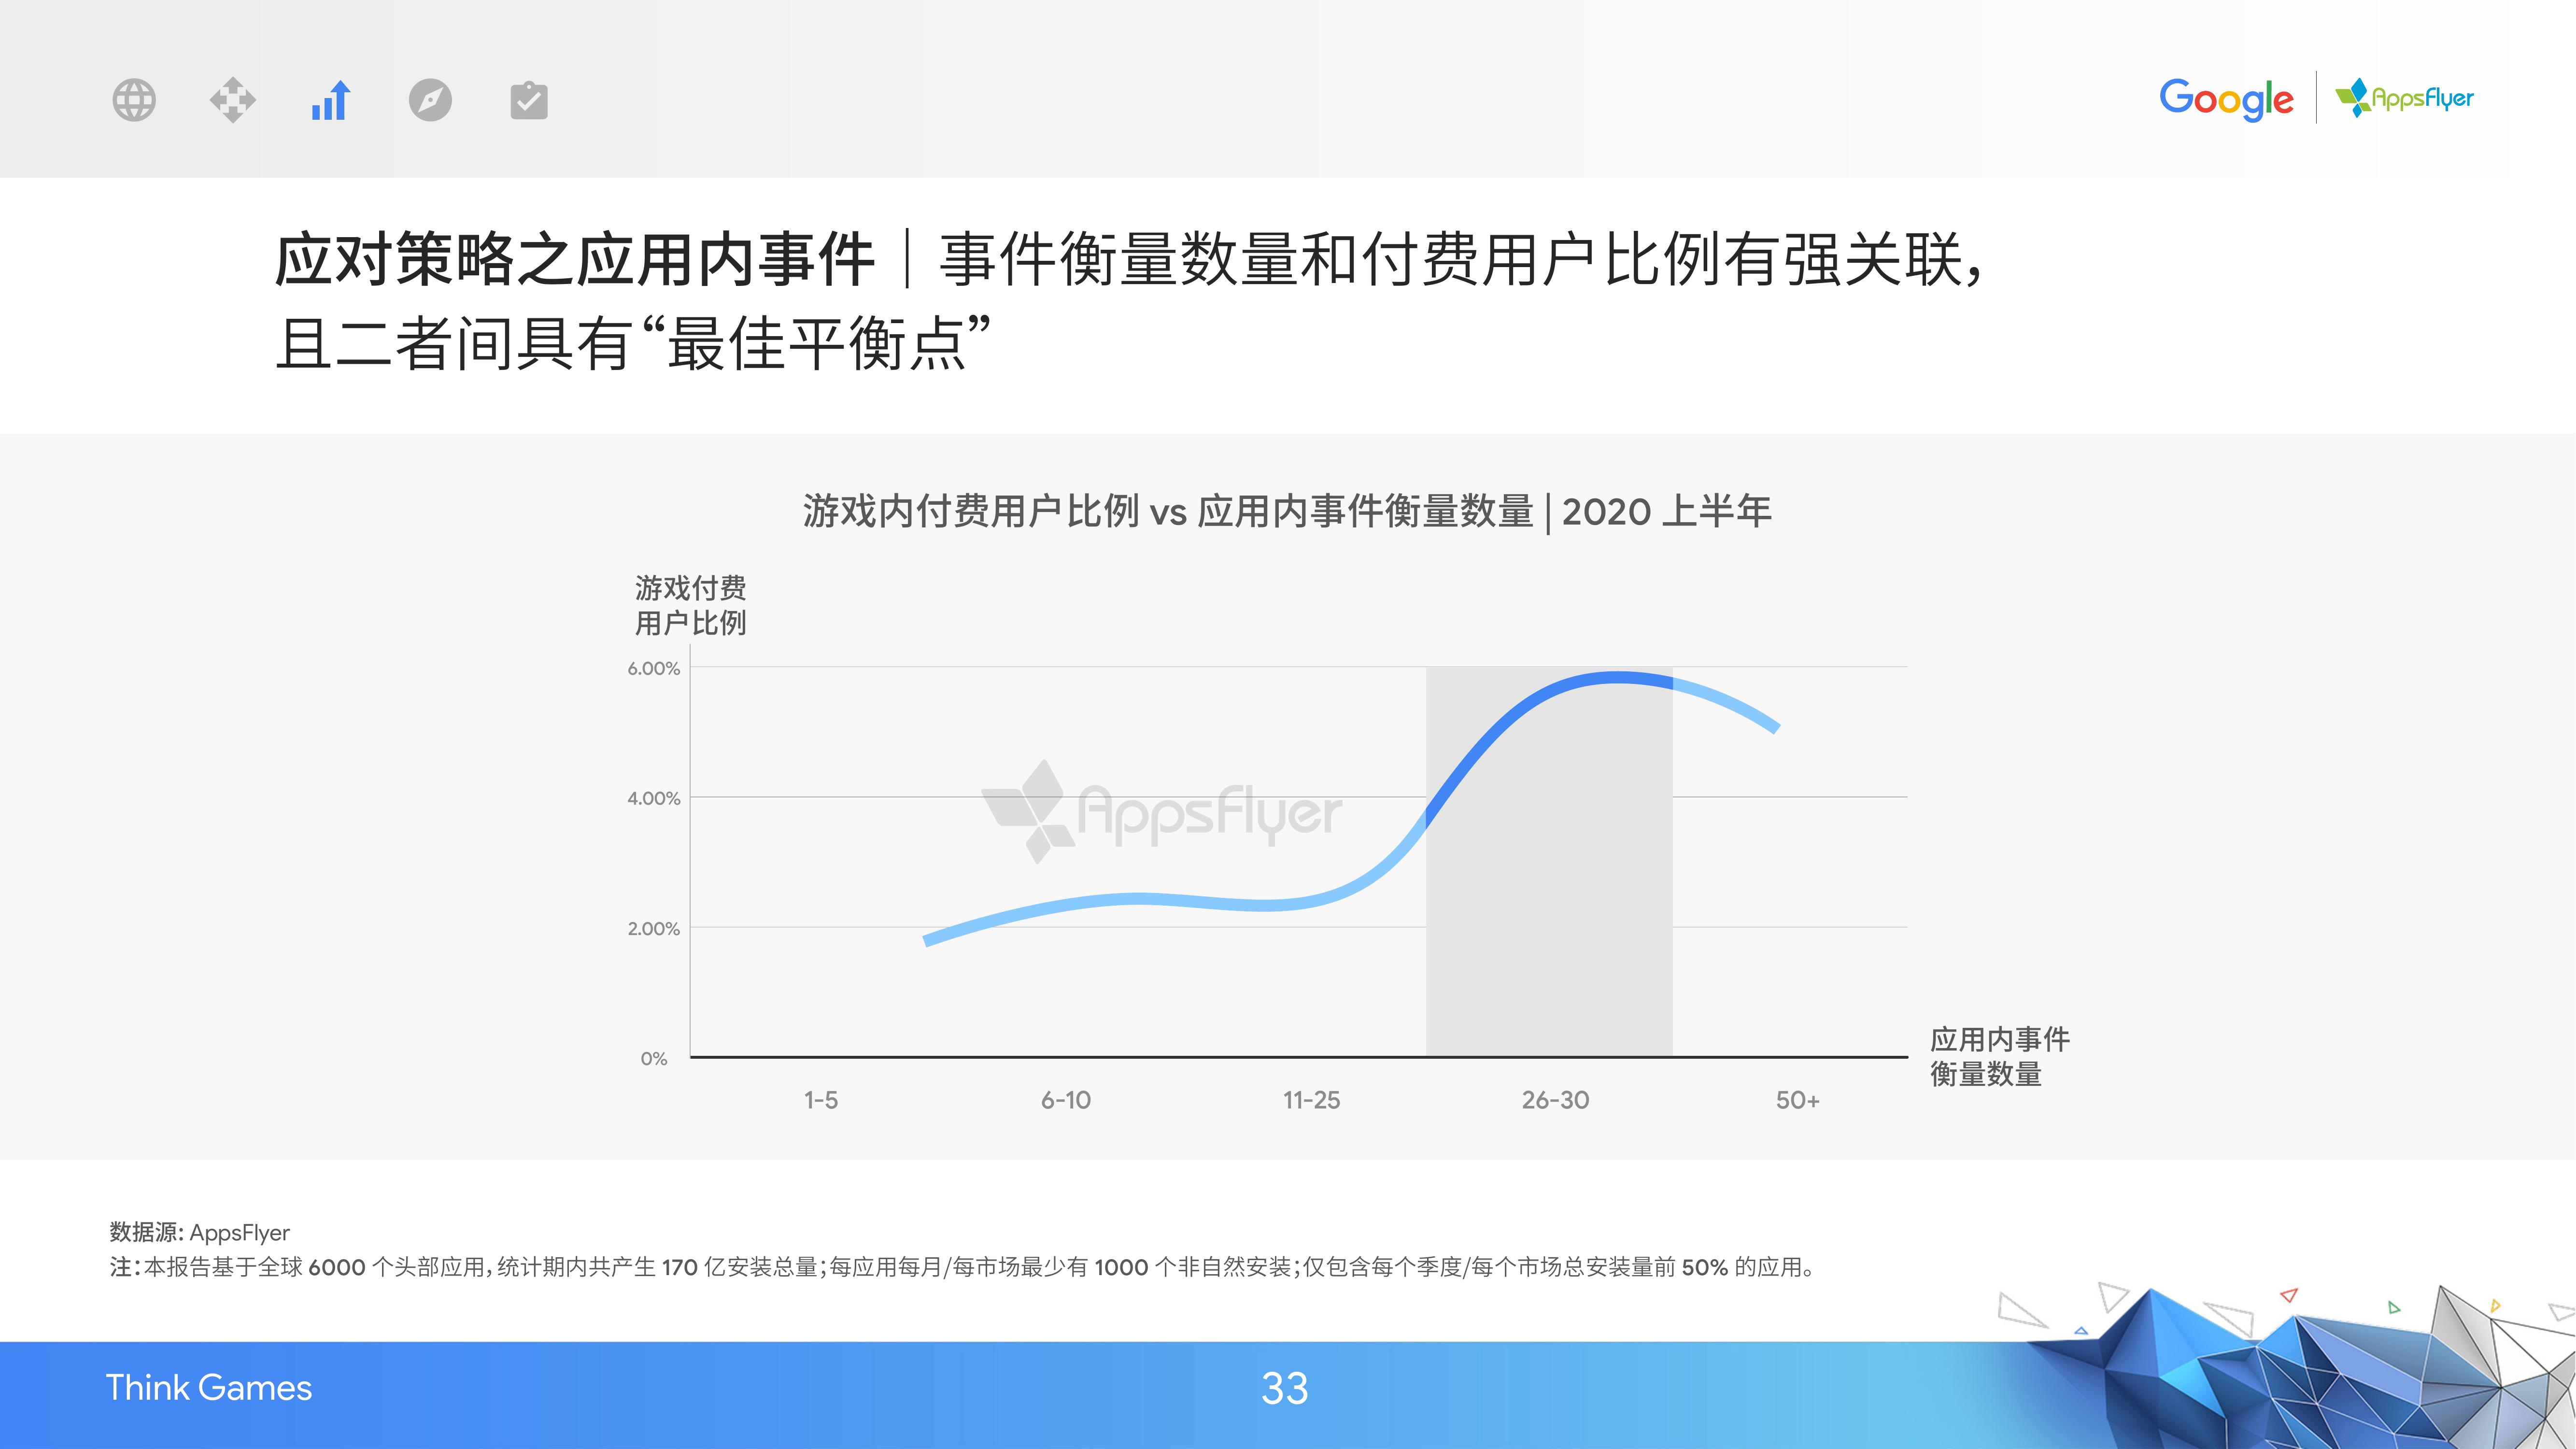 Google | AppsFlyer
应对策略之应用内事件｜事件衡量数量和付费用户比例有强关联，
且二者间具有“最佳平衡点”
游戏内付费用户比例 vs 应用内事件衡量数量 | 2020 上半年
游戏付费
用户比例
6.00%
4.00%
2.00%
0%
AppsFlyer
1-5
6-10
11-25
26-30
50+
应用内事件
衡量数量
数据源: AppsFlyer
注：本报告基于全球 6000 个头部应用，统计期内共产生 170 亿安装总量；每应用每月/每市场最少有 1000 个非自然安装；仅包含每个季度/每个市场总安装量前 50% 的应用。
Think Games
33